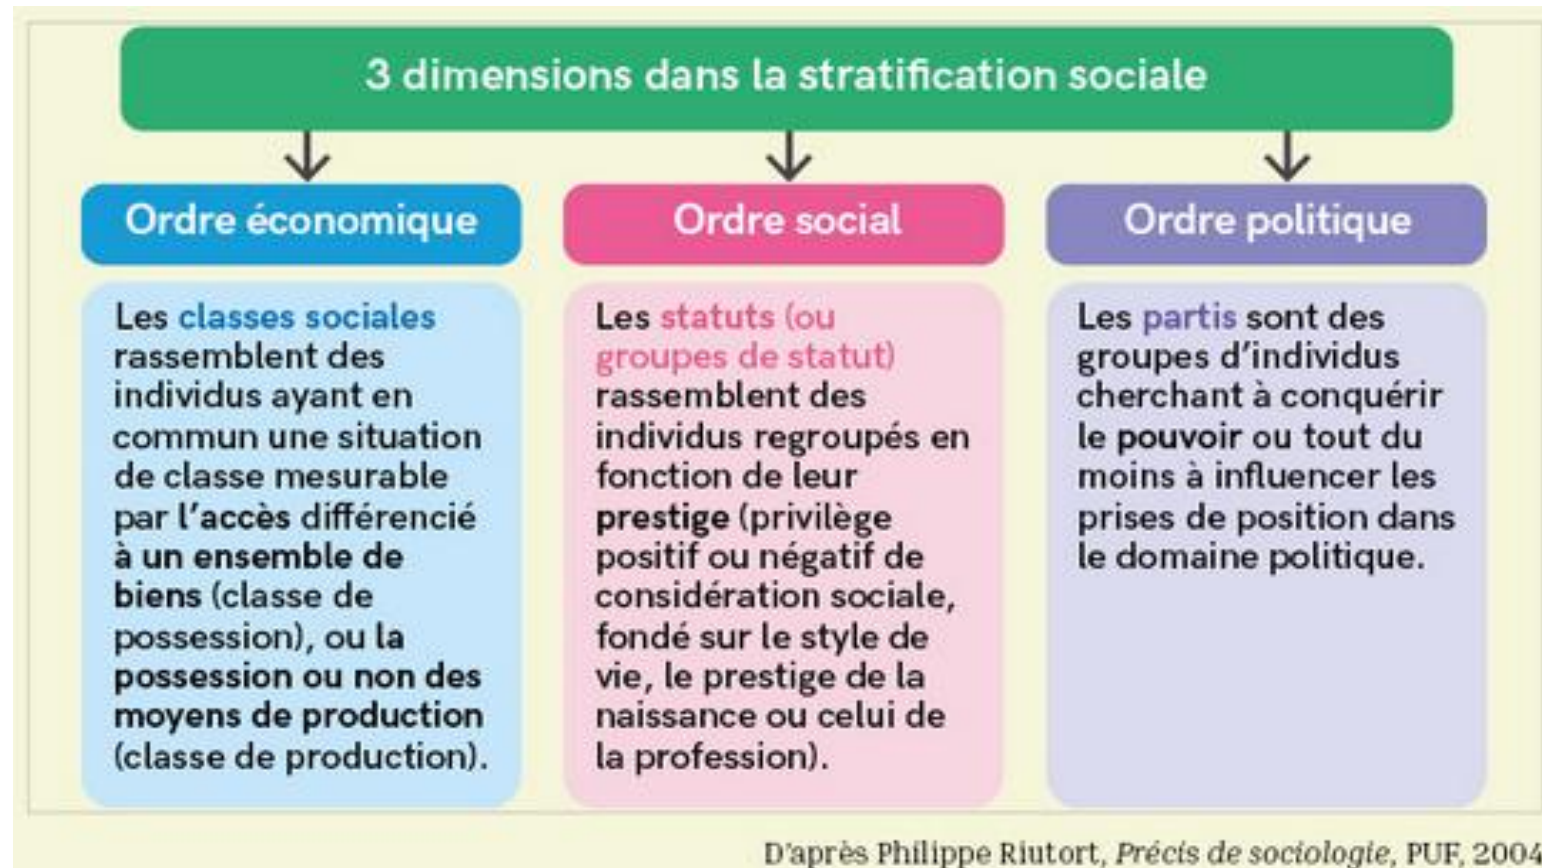 3 dimensions dans la stratification sociale
Ordre économique
Les classes sociales
rassemblent des
individus ayant en
commun une situation
de classe mesurable
par l'accès différencié
à un ensemble de
biens (classe de
possession), ou la
possession ou non des
moyens de production
(classe de production).
Ordre social
Les statuts (ou
groupes de statut)
rassemblent des
individus regroupés en
fonction de leur
prestige (privilège
positif ou négatif de
considération sociale,
fondé sur le style de
vie, le prestige de la
naissance ou celui de
la profession).
Ordre politique
Les partis sont des
groupes d'individus
cherchant à conquérir
le pouvoir ou tout du
moins à influencer les
prises de position dans
le domaine politique.
D'après Philippe Riutort, Précis de sociologie, PUF, 2004